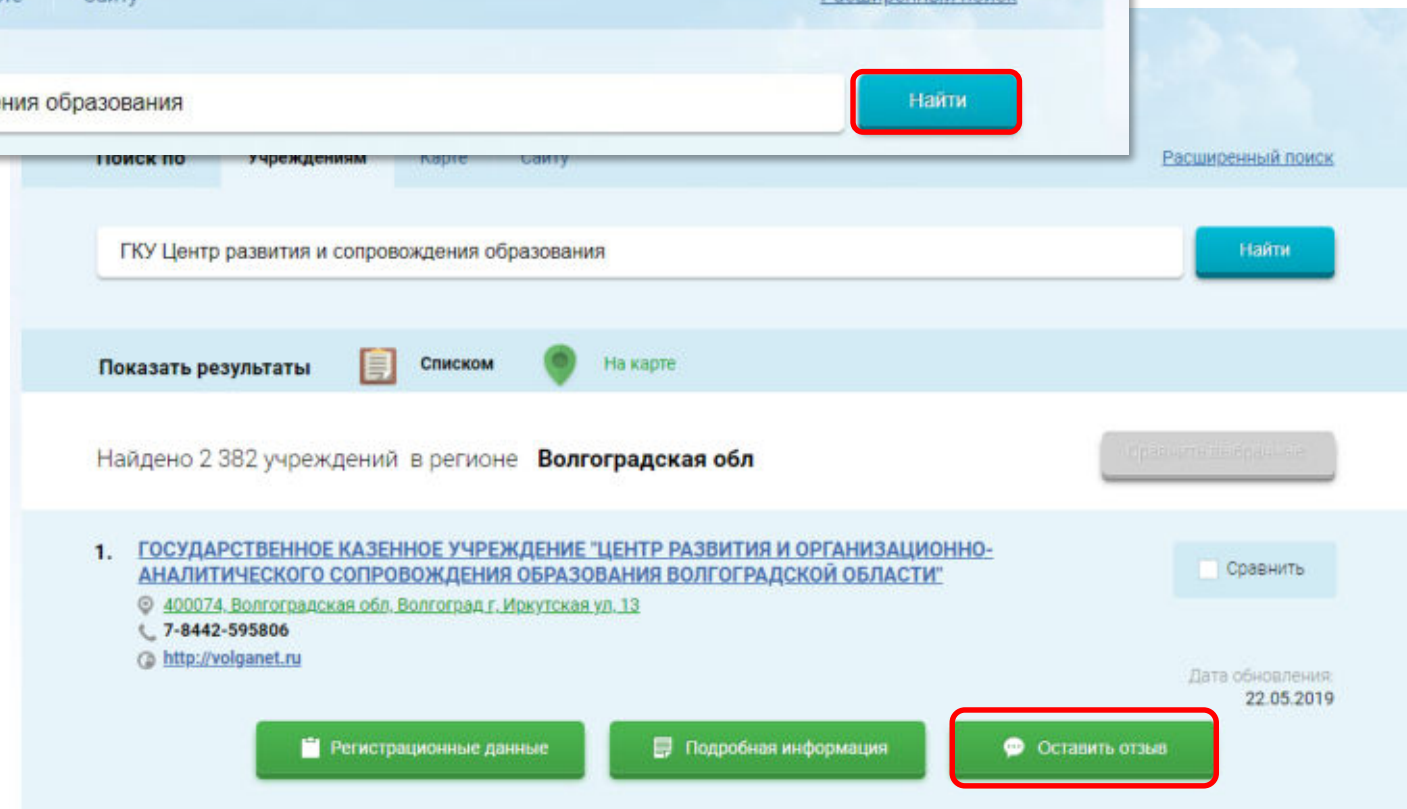 ния образования
Найти
Поиск по Учреждениям Карте Сайту Расширенный поиск
ГКУ Центр развития и сопровождения образования Найти
Показать результаты Списком На карте
Найдено 2 382 учреждений в регионе Волгоградская обл Сравнить выбранные
1. ГОСУДАРСТВЕННОЕ КАЗЕННОЕ УЧРЕЖДЕНИЕ "ЦЕНТР РАЗВИТИЯ И ОРГАНИЗАЦИОННО-
АНАЛИТИЧЕСКОГО СОПРОВОЖДЕНИЯ ОБРАЗОВАНИЯ ВОЛГОГРАДСКОЙ ОБЛАСТИ"
Сравнить
400074, Волгоградская обл, Волгоград г, Иркутская ул, 13
7-8442-595806
http://volganet.ru
Дата обновления:
22.05.2019
Регистрационные данные Подробная информация Оставить отзыв